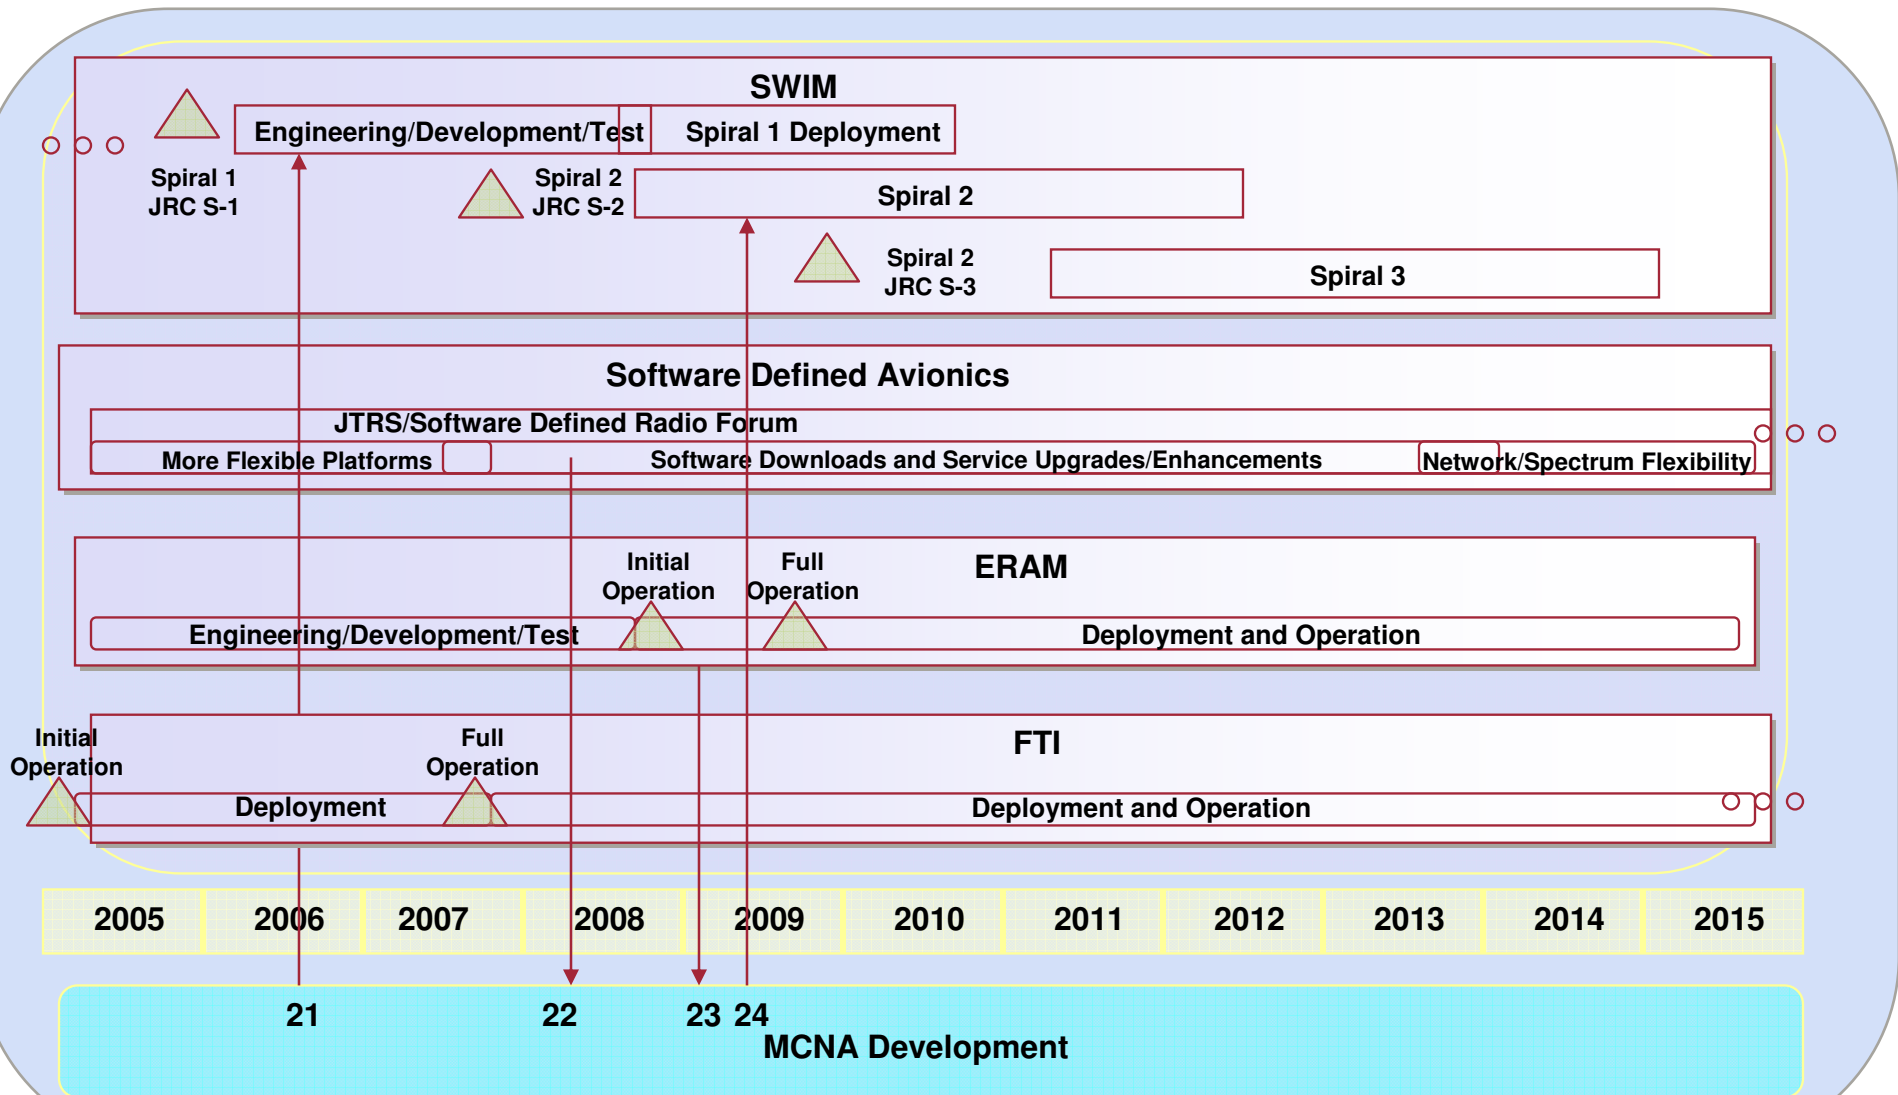 SWIM
Engineering/Development/Test
Spiral 1 Deployment
Spiral 1
JRC S-1
Spiral 2
JRC S-2
Spiral 2
Spiral 2
JRC S-3
Spiral 3
Software Defined Avionics
JTRS/Software Defined Radio Forum
More Flexible Platforms
Software Downloads and Service Upgrades/Enhancements
Network/Spectrum Flexibility
Initial
Operation
Full
Operation
ERAM
Engineering/Development/Test
Deployment and Operation
Initial
Operation
Full
Operation
FTI
Deployment
Deployment and Operation
2005 2006 2007 2008 2009 2010 2011 2012 2013 2014 2015
21 22 23 24
MCNA Development